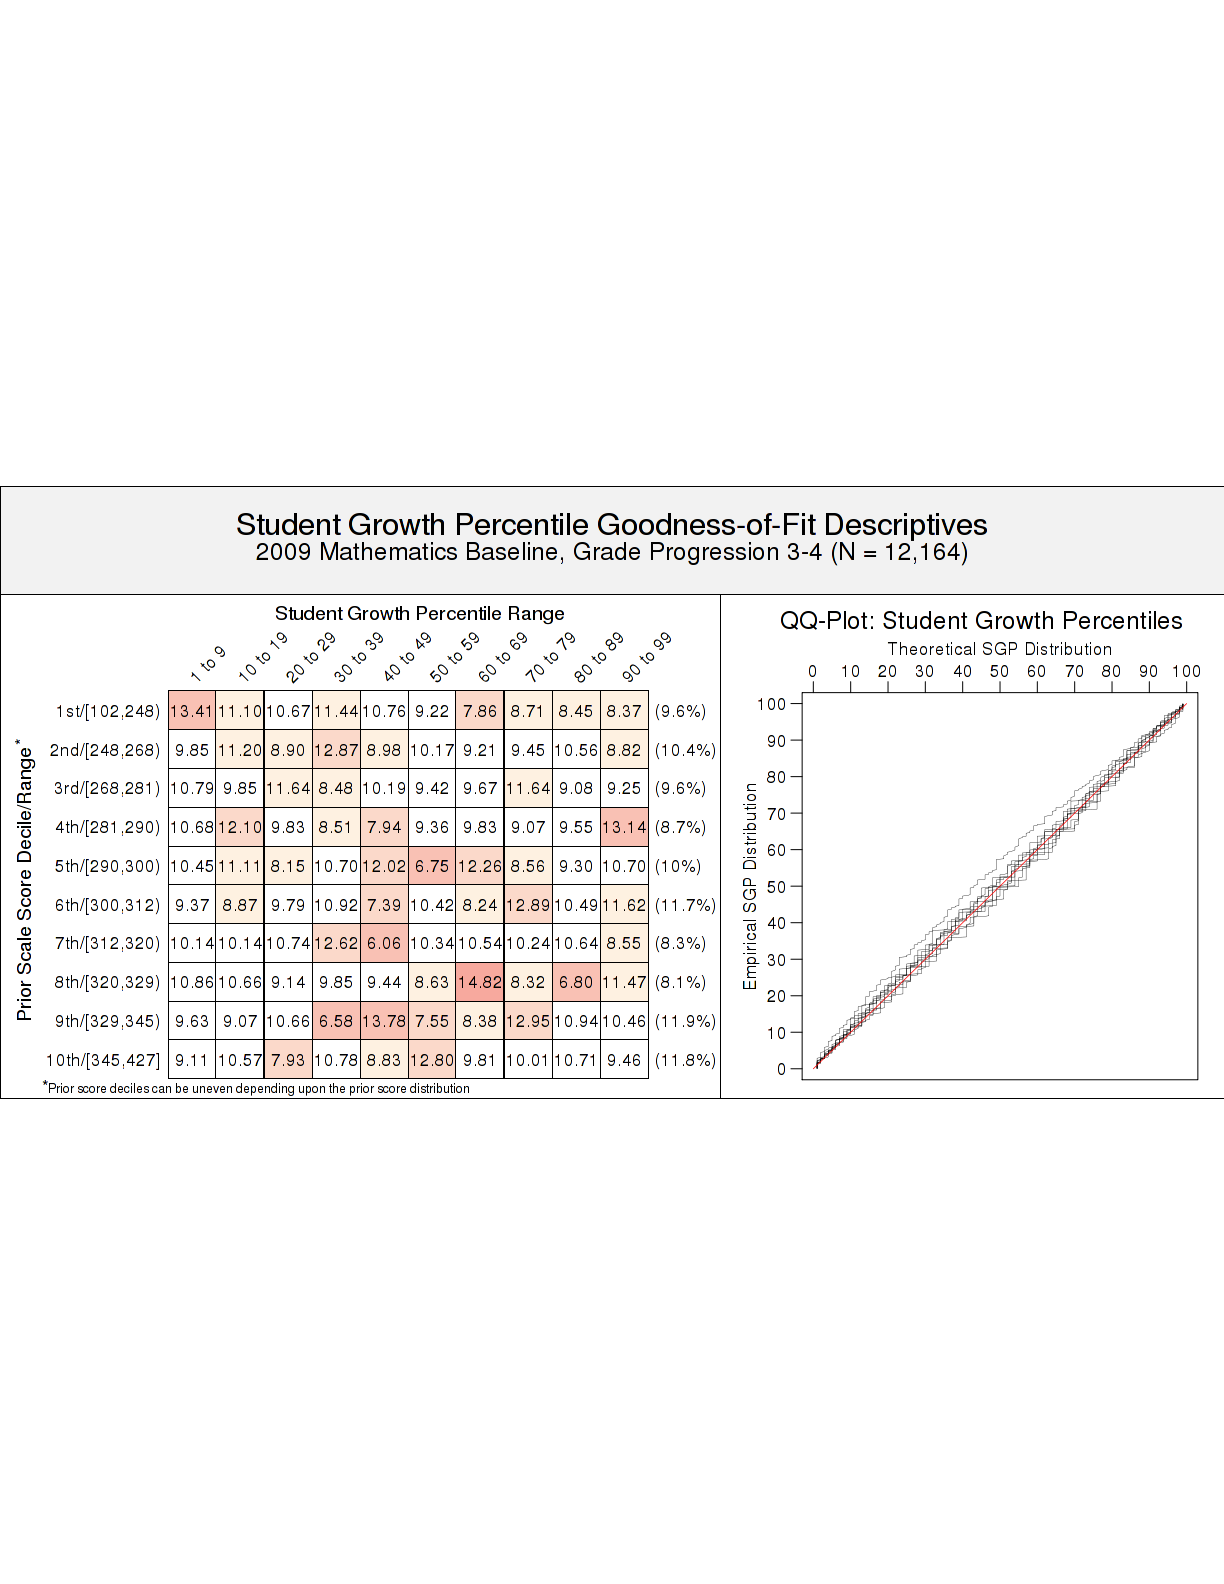 Student Growth Percentile Goodness-of-Fit Descriptives
2009 Mathematics Baseline, Grade Progression 3-4 (N = 12,164)
Student Growth Percentile Range
1 to 9 10 to 19 20 to 29 30 to 39 40 to 49 50 to 59 60 to 69 70 to 79 80 to 89 90 to 99
Prior Scale Score Decile/Range*
1st/[102,248) 13.41 11.10 10.67 11.44 10.76 9.22 7.86 8.71 8.45 8.37 (9.6%)
2nd/[248,268) 9.85 11.20 8.90 12.87 8.98 10.17 9.21 9.45 10.56 8.82 (10.4%)
3rd/[268,281) 10.79 9.85 11.64 8.48 10.19 9.42 9.67 11.64 9.08 9.25 (9.6%)
4th/[281,290) 10.68 12.10 9.83 8.51 7.94 9.36 9.83 9.07 9.55 13.14 (8.7%)
5th/[290,300) 10.45 11.11 8.15 10.70 12.02 6.75 12.26 8.56 9.30 10.70 (10%)
6th/[300,312) 9.37 8.87 9.79 10.92 7.39 10.42 8.24 12.89 10.49 11.62 (11.7%)
7th/[312,320) 10.14 10.14 10.74 12.62 6.06 10.34 10.54 10.24 10.64 8.55 (8.3%)
8th/[320,329) 10.86 10.66 9.14 9.85 9.44 8.63 14.82 8.32 6.80 11.47 (8.1%)
9th/[329,345) 9.63 9.07 10.66 6.58 13.78 7.55 8.38 12.95 10.94 10.46 (11.9%)
10th/[345,427] 9.11 10.57 7.93 10.78 8.83 12.80 9.81 10.01 10.71 9.46 (11.8%)
*Prior score deciles can be uneven depending upon the prior score distribution
QQ-Plot: Student Growth Percentiles
Theoretical SGP Distribution
0 10 20 30 40 50 60 70 80 90 100
Empirical SGP Distribution
100
90
80
70
60
50
40
30
20
10
0